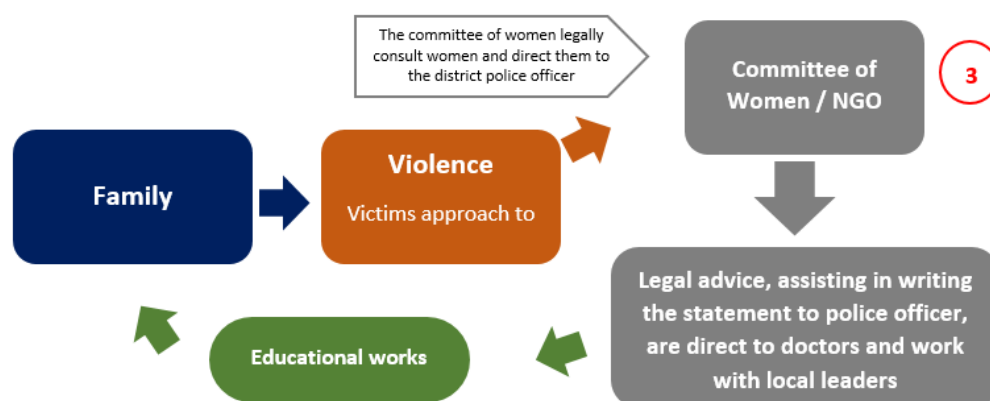 The committee of women legally
consult women and direct them to
the district police officer
Committee of
Women / NGO
3
Family
Violence
Victims approach to
Legal advice, assisting in writing
the statement to police officer,
are direct to doctors and work
with local leaders
Educational works